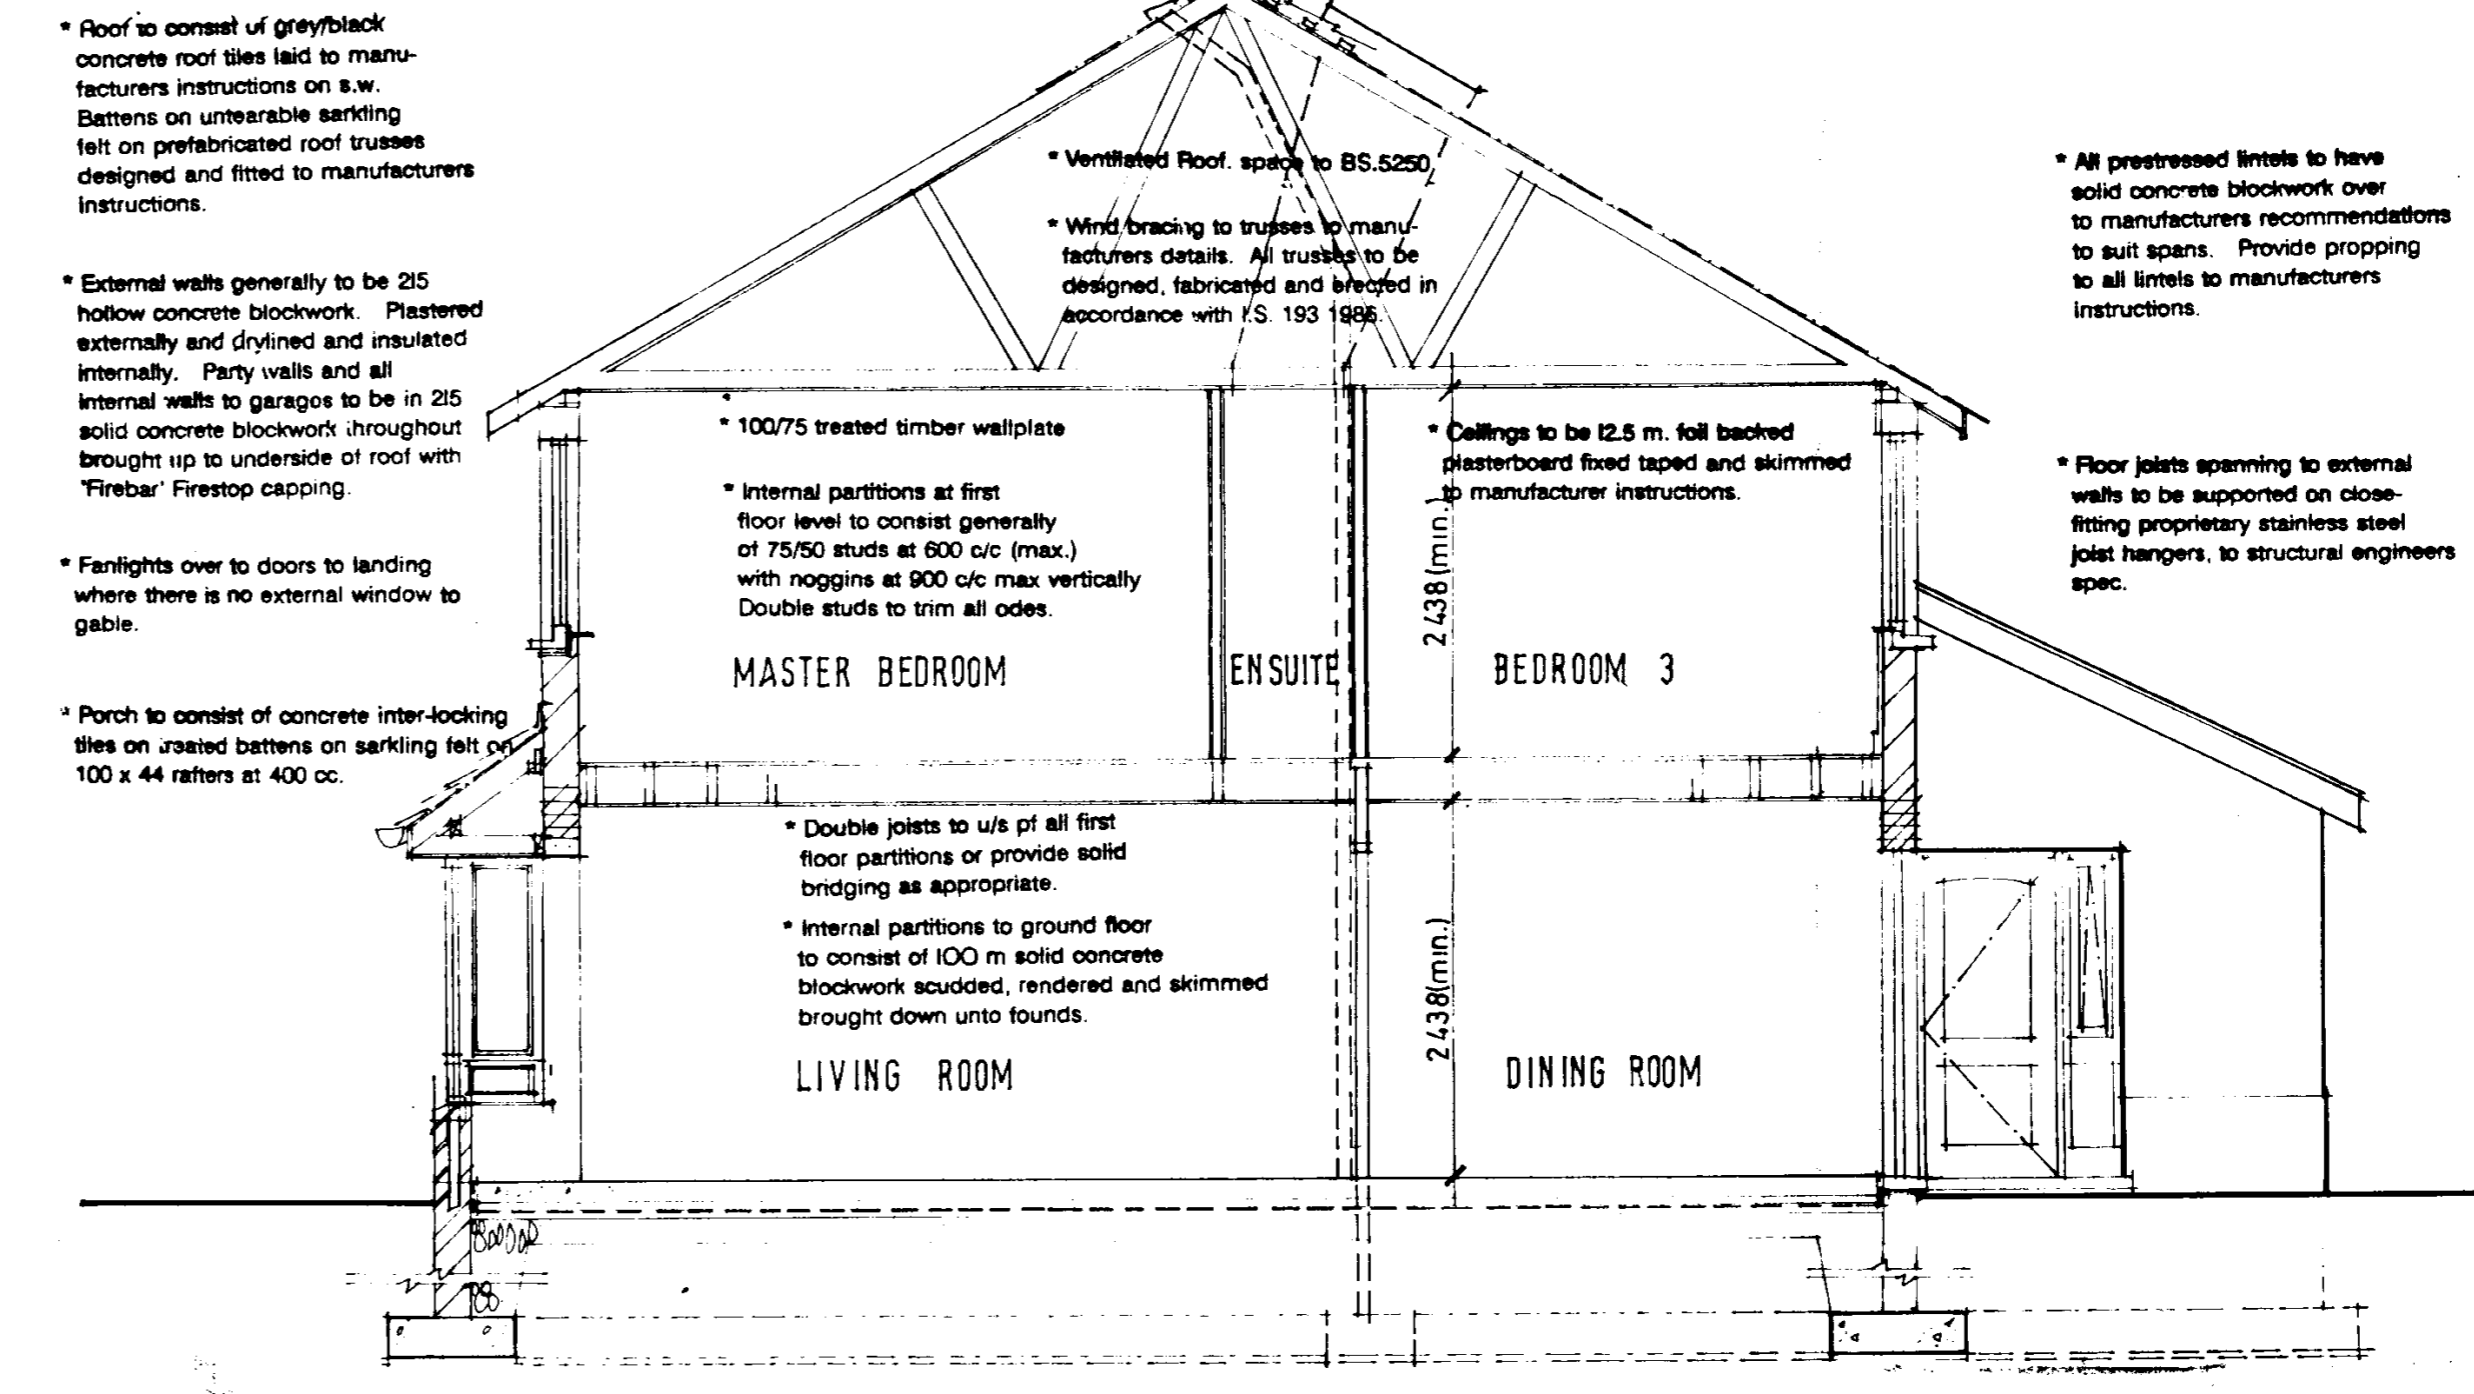 * Roof to consist of grey/black
concrete roof tiles laid to manu-
facturers instructions on s.w.
Battens on untearable sarkling
felt on prefabricated roof trusses
designed and fitted to manufacturers
instructions.
* External walls generally to be 215
hollow concrete blockwork. Plastered
externally and drylined and insulated
internally. Party walls and all
internal walls to garages to be in 215
solid concrete blockwork throughout
brought up to underside of roof with
'Firebar' Firestop capping.
* Fanlights over to doors to landing
where there is no external window to
gable.
* Porch to consist of concrete inter-locking
tiles on treated battens on sarkling felt on
100 x 44 rafters at 400 cc.
* Ventilated Roof. space to BS.5250
* Wind bracing to trusses to manu-
facturers datails. All trusses to be
designed, fabricated and erected in
accordance with I.S. 193 1986.
* 100/75 treated timber wallplate
* Internal partitions at first
floor level to consist generally
of 75/50 studs at 600 c/c (max.)
with noggins at 900 c/c max vertically
Double studs to trim all odes.
* Ceilings to be 12.5 m. foil backed
plasterboard fixed taped and skimmed
to manufacturer instructions.
2438(min.)
MASTER BEDROOM
ENSUITE
BEDROOM 3
* Double joists to u/s pf all first
floor partitions or provide solid
bridging as appropriate.
* Internal partitions to ground floor
to consist of 100 m solid concrete
blockwork scudded, rendered and skimmed
brought down unto founds.
2438(min.)
LIVING ROOM
DINING ROOM
* All prestressed lintels to have
solid concrete blockwork over
to manufacturers recommendations
to suit spans. Provide propping
to all lintels to manufacturers
instructions.
* Floor joists spanning to external
walls to be supported on close-
fitting proprietary stainless steel
joist hangers, to structural engineers
spec.